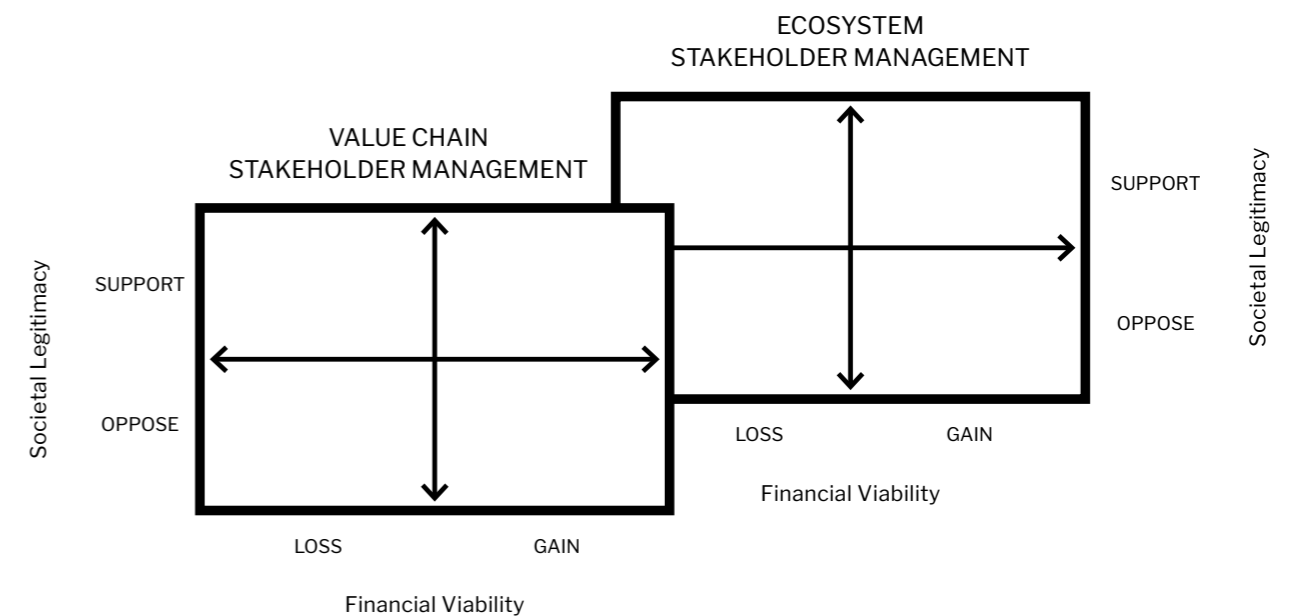 ECOSYSTEM
STAKEHOLDER MANAGEMENT
VALUE CHAIN
STAKEHOLDER MANAGEMENT
SUPPORT
OPPOSE
Societal Legitimacy
LOSS
GAIN
Financial Viability
SUPPORT
OPPOSE
Societal Legitimacy
LOSS
GAIN
Financial Viability